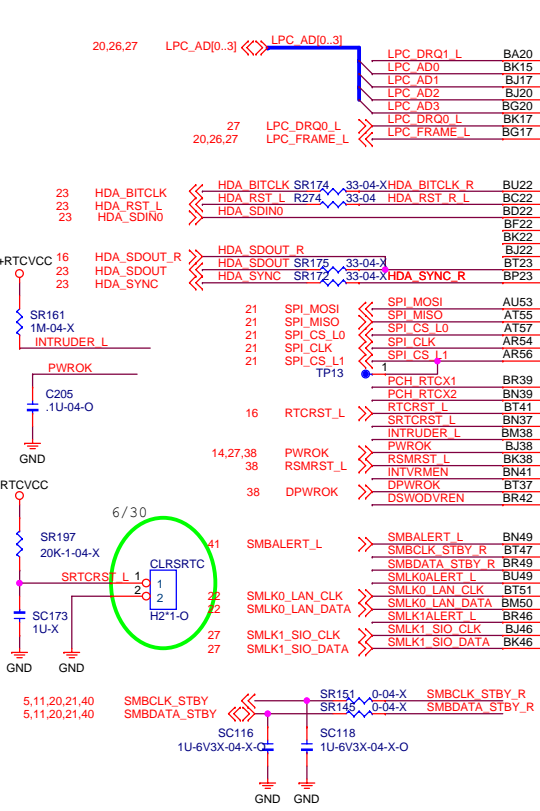 20,26,27 LPC_AD[0..3] LPC_AD[0..3]
LPC_DRQ1_L BA20
LPC_AD0 BK15
LPC_AD1 BJ17
LPC_AD2 BJ20
LPC_AD3 BG20
27 LPC_DRQ0_L LPC_DRQ0_L BK17
20,26,27 LPC_FRAME_L LPC_FRAME_L BG17
23 HDA_BITCLK HDA_BITCLK SR174 33-04-X HDA_BITCLK_R BU22
23 HDA_RST_L HDA_RST_L R274 33-04 HDA_RST_R_L BC22
23 HDA_SDIN0 HDA_SDIN0 BD22
BF22
BK22
16 HDA_SDOUT_R HDA_SDOUT_R BJ22
23 HDA_SDOUT HDA_SDOUT SR175 33-04-X BT23
23 HDA_SYNC HDA_SYNC SR172 33-04-X HDA_SYNC_R BP23
+RTCVCC
SR161
1M-04-X
INTRUDER_L
21 SPI_MOSI SPI_MOSI AU53
21 SPI_MISO SPI_MISO AT55
21 SPI_CS_L0 SPI_CS_L0 AT57
21 SPI_CLK SPI_CLK AR54
21 SPI_CS_L1 SPI_CS_L1 AR56
TP13 1
PWROK
C205
.1U-04-O
GND
PCH_RTCX1 BR39
PCH_RTCX2 BN39
16 RTCRST_L RTCRST_L BT41
SRTCRST_L BN37
INTRUDER_L BM38
14,27,38 PWROK PWROK BJ38
38 RSMRST_L RSMRST_L BK38
INTVRMEN BN41
38 DPWROK DPWROK BT37
DSWODVREN BR42
RTCVCC
6/30
SR197
20K-1-04-X
SRTCRST_L 1
2
CLRSRTC
1
2
H2*1-O
SC173
1U-X
GND
GND
41 SMBALERT_L SMBALERT_L BN49
SMBCLK_STBY_R BT47
SMBDATA_STBY_R BR49
SMLK0ALERT_L BU49
22 SMLK0_LAN_CLK SMLK0_LAN_CLK BT51
22 SMLK0_LAN_DATA SMLK0_LAN_DATA BM50
SMLK1ALERT_L BR46
27 SMLK1_SIO_CLK SMLK1_SIO_CLK BJ46
27 SMLK1_SIO_DATA SMLK1_SIO_DATA BK46
5,11,20,21,40 SMBCLK_STBY SR151 0-04-X SMBCLK_STBY_R
5,11,20,21,40 SMBDATA_STBY SR145 0-04-X SMBDATA_STBY_R
SC116
1U-6V3X-04-X-O
SC118
1U-6V3X-04-X-O
GND
GND